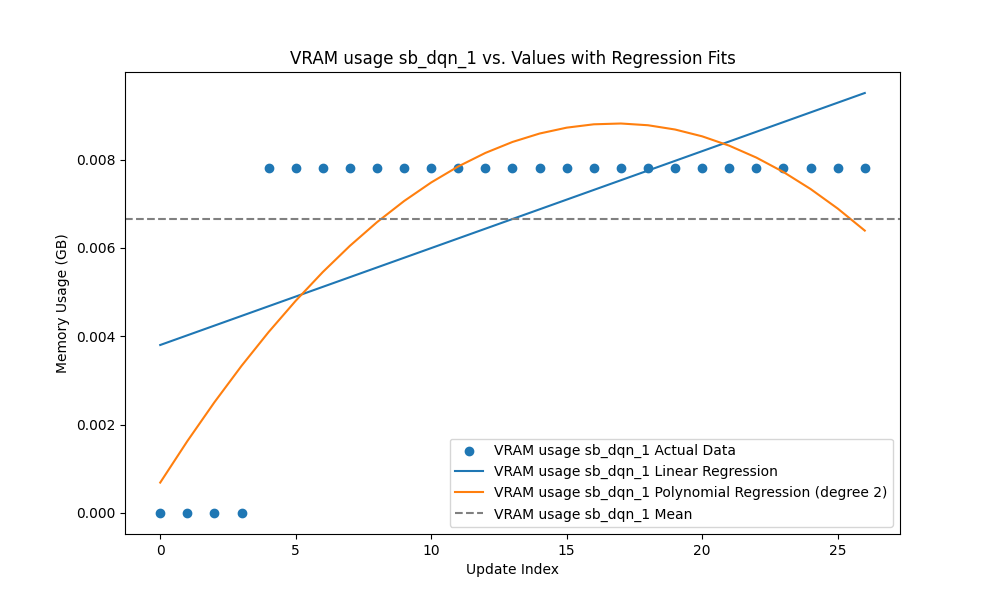 VRAM usage sb_dqn_1 vs. Values with Regression Fits
Memory Usage (GB)
0.008
0.006
0.004
0.002
0.000
VRAM usage sb_dqn_1 Actual Data
VRAM usage sb_dqn_1 Linear Regression
VRAM usage sb_dqn_1 Polynomial Regression (degree 2)
VRAM usage sb_dqn_1 Mean
0 5 10 15 20 25
Update Index